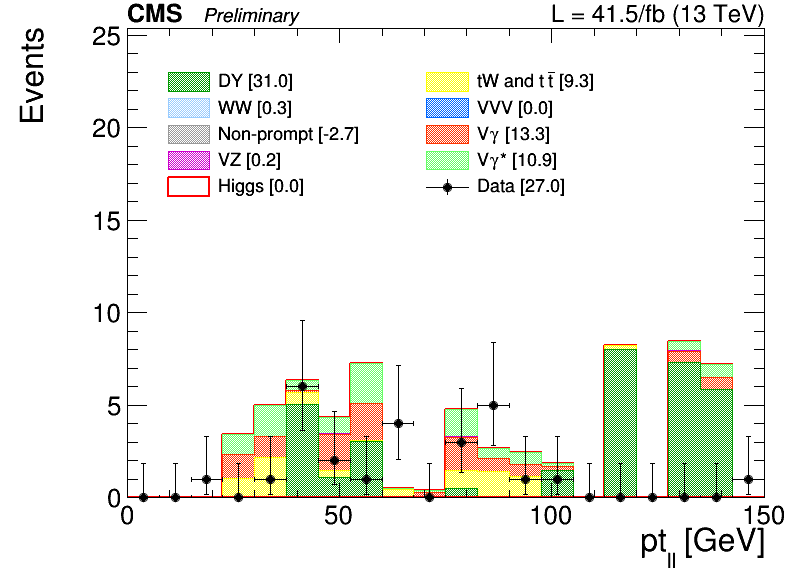 CMS Preliminary L = 41.5/fb (13 TeV)
Events
25
20
15
10
5
0
DY [31.0]
WW [0.3]
Non-prompt [-2.7]
VZ [0.2]
Higgs [0.0]
tW and tt̅ [9.3]
VVV [0.0]
Vγ [13.3]
Vγ* [10.9]
Data [27.0]
0 50 100 150
pt_ll [GeV]